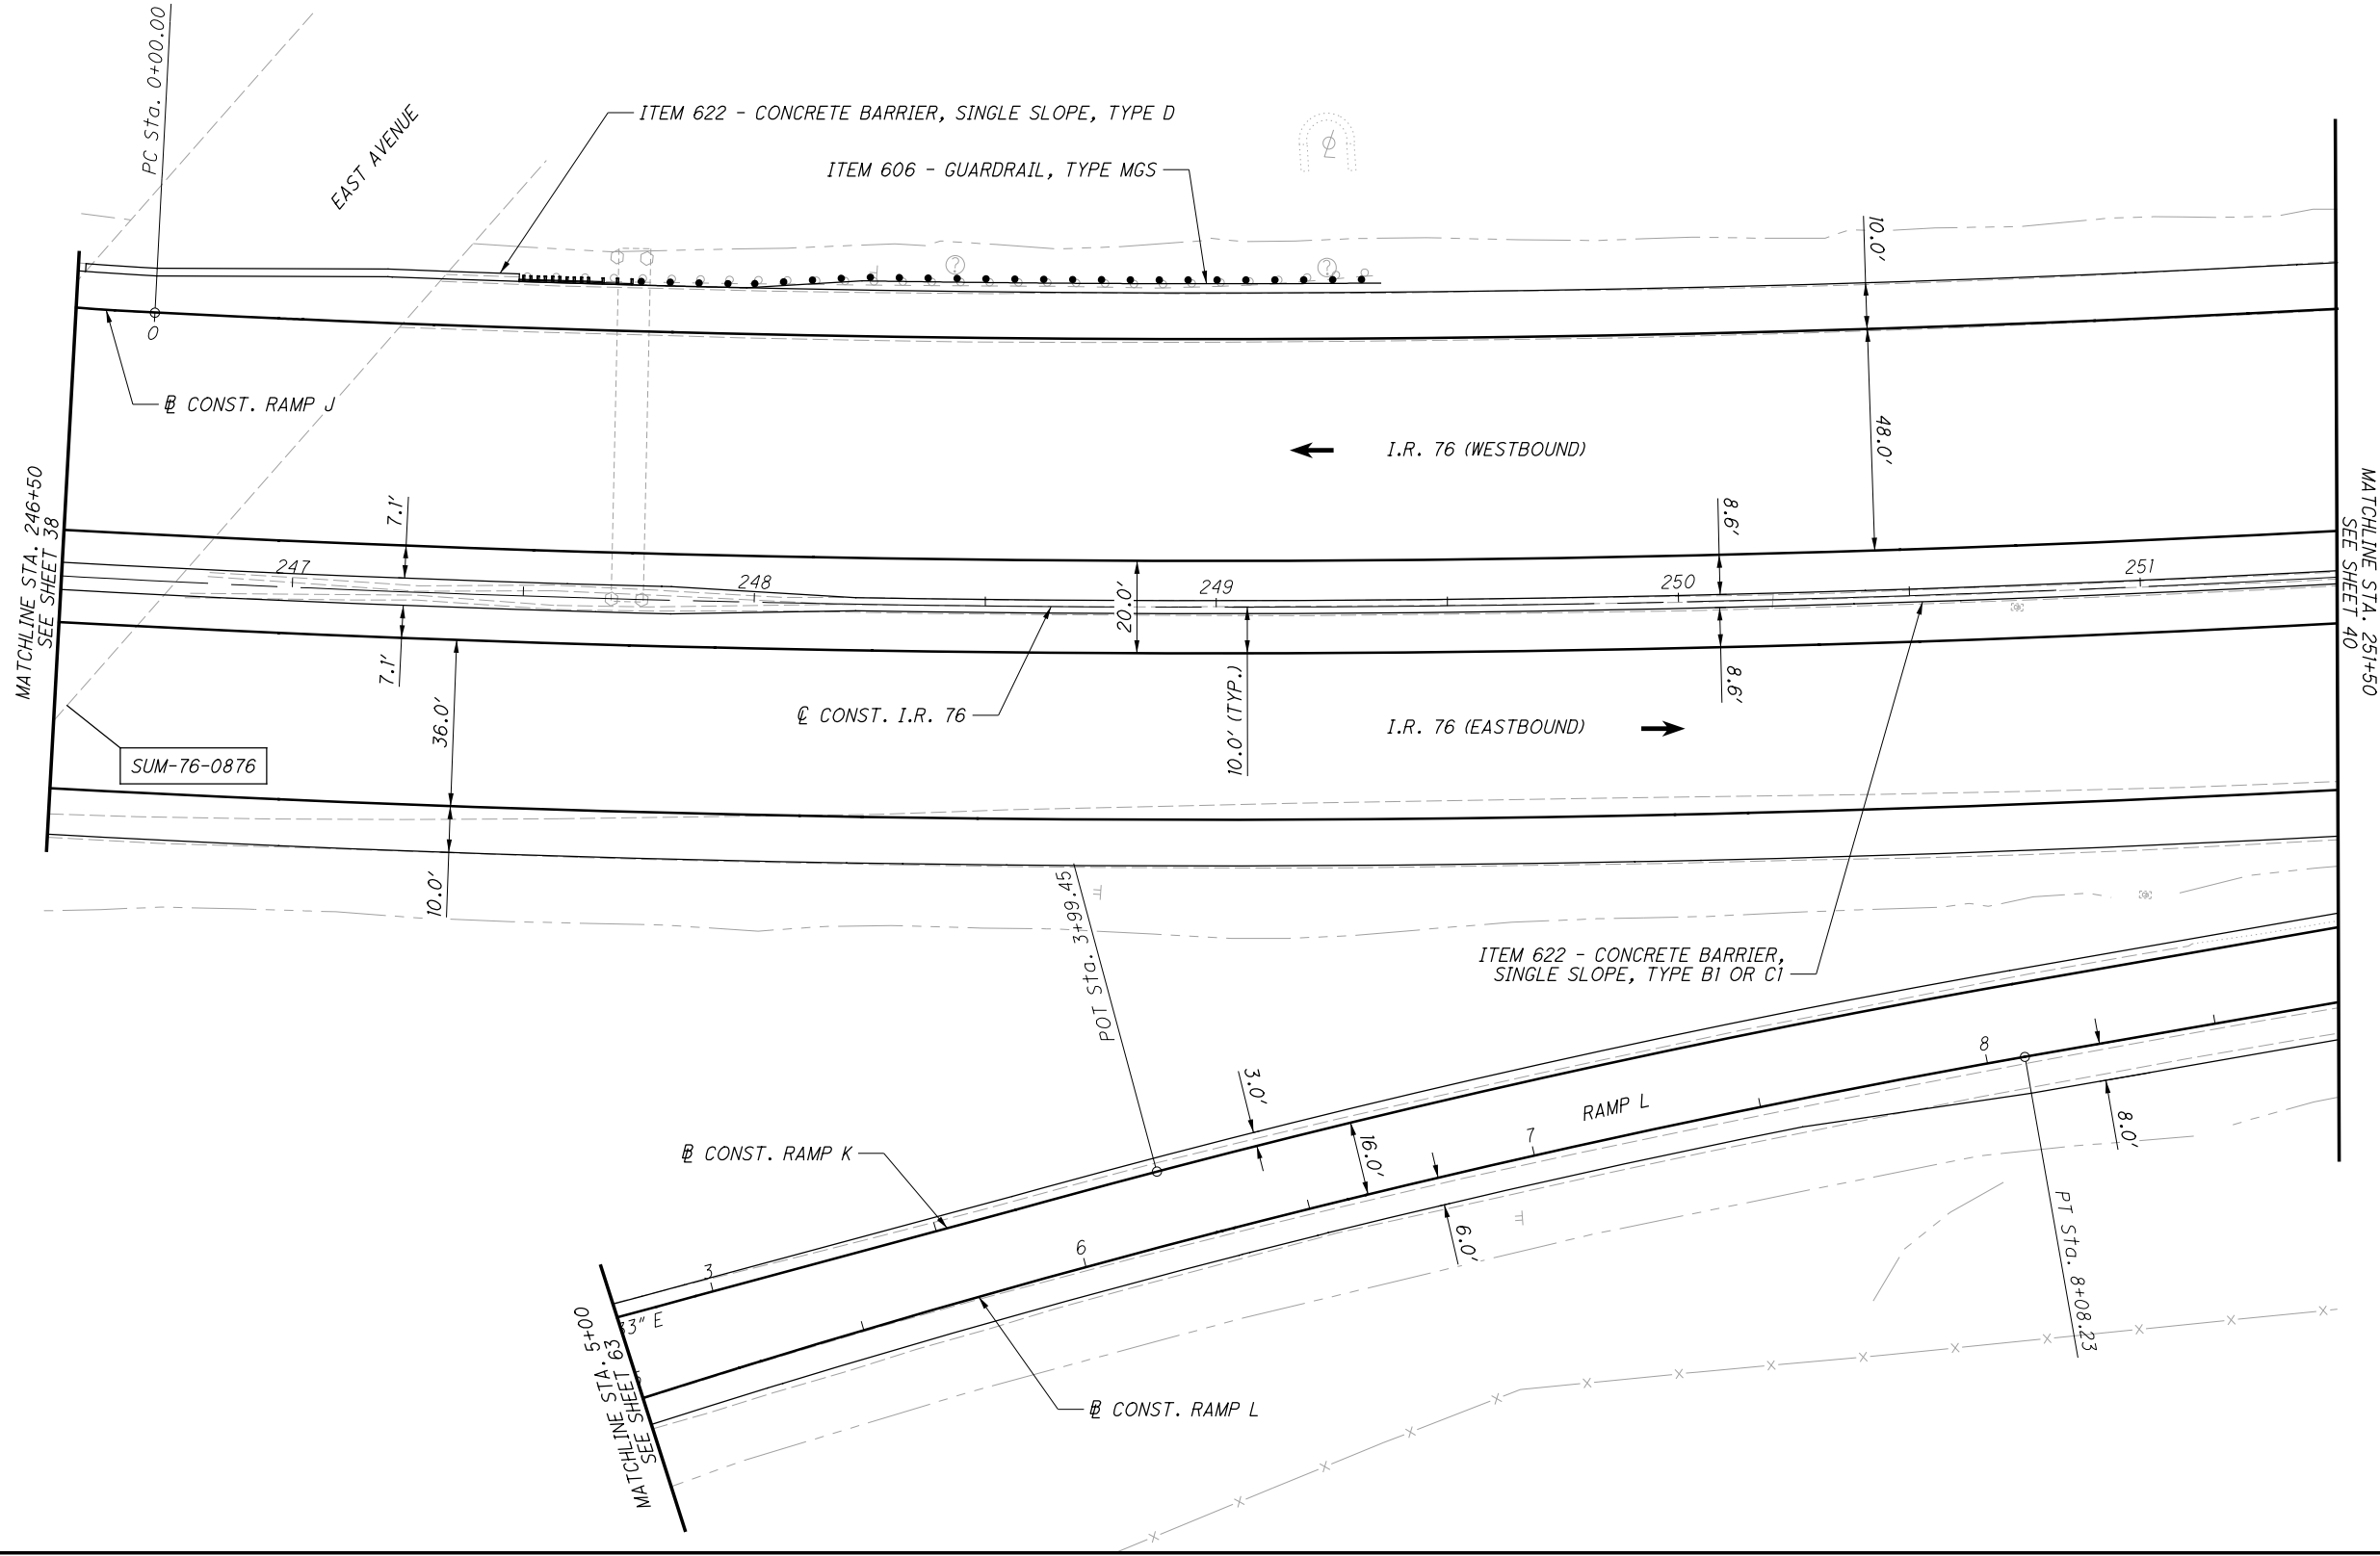 PC Sta. 0+00.00
EAST AVENUE
ITEM 622 - CONCRETE BARRIER, SINGLE SLOPE, TYPE D
ITEM 606 - GUARDRAIL, TYPE MGS
10.0'
0
? ?
℄ CONST. RAMP J
48.0'
I.R. 76 (WESTBOUND)
MATCHLINE STA. 246+50
SEE SHEET 38
MATCHLINE STA. 251+50
SEE SHEET 40
7.1'
8.6'
247
248
249
250
251
20.0'
7.1'
8.6'
36.0'
10.0' (TYP.)
℄ CONST. I.R. 76
I.R. 76 (EASTBOUND)
SUM-76-0876
10.0'
POT Sta. 3+99.45
ITEM 622 - CONCRETE BARRIER,
SINGLE SLOPE, TYPE B1 OR C1
3.0'
RAMP L
8
8.0'
7
16.0'
℄ CONST. RAMP K
6.0'
6
3
PT Sta. 8+08.23
33" E
MATCHLINE STA. 5+00
SEE SHEET 63
℄ CONST. RAMP L